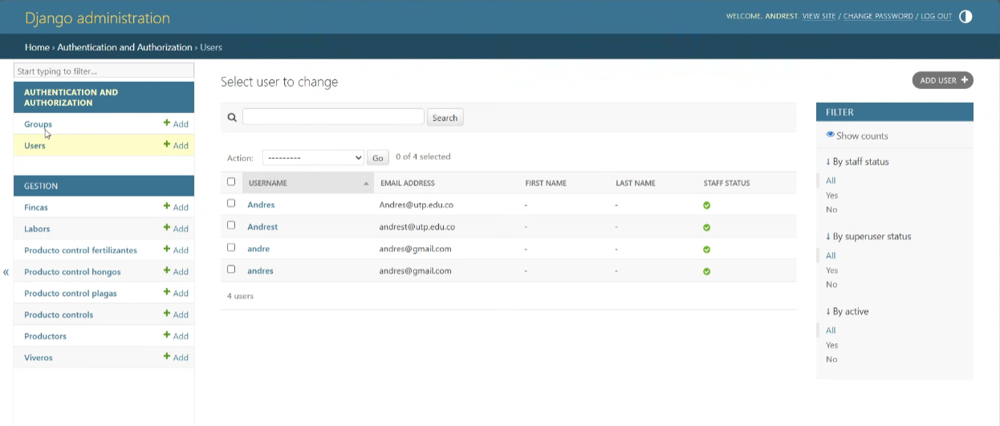 Django administration
WELCOME, ANDREST. VIEW SITE / CHANGE PASSWORD / LOG OUT
Home › Authentication and Authorization › Users
Start typing to filter...
AUTHENTICATION AND
AUTHORIZATION
Groups + Add
Users + Add
GESTION
Fincas + Add
Labors + Add
Producto control fertilizantes + Add
Producto control hongos + Add
Producto control plagas + Add
Producto controls + Add
Productors + Add
Viveros + Add
«
Select user to change
ADD USER +
Search
Action: --------- Go 0 of 4 selected
USERNAME EMAIL ADDRESS FIRST NAME LAST NAME STAFF STATUS
Andres Andres@utp.edu.co - -
Andrest andrest@utp.edu.co - -
andre andres@gmail.com - -
andres andres@gmail.com - -
4 users
FILTER
Show counts
↓ By staff status
All
Yes
No
↓ By superuser status
All
Yes
No
↓ By active
All
Yes
No